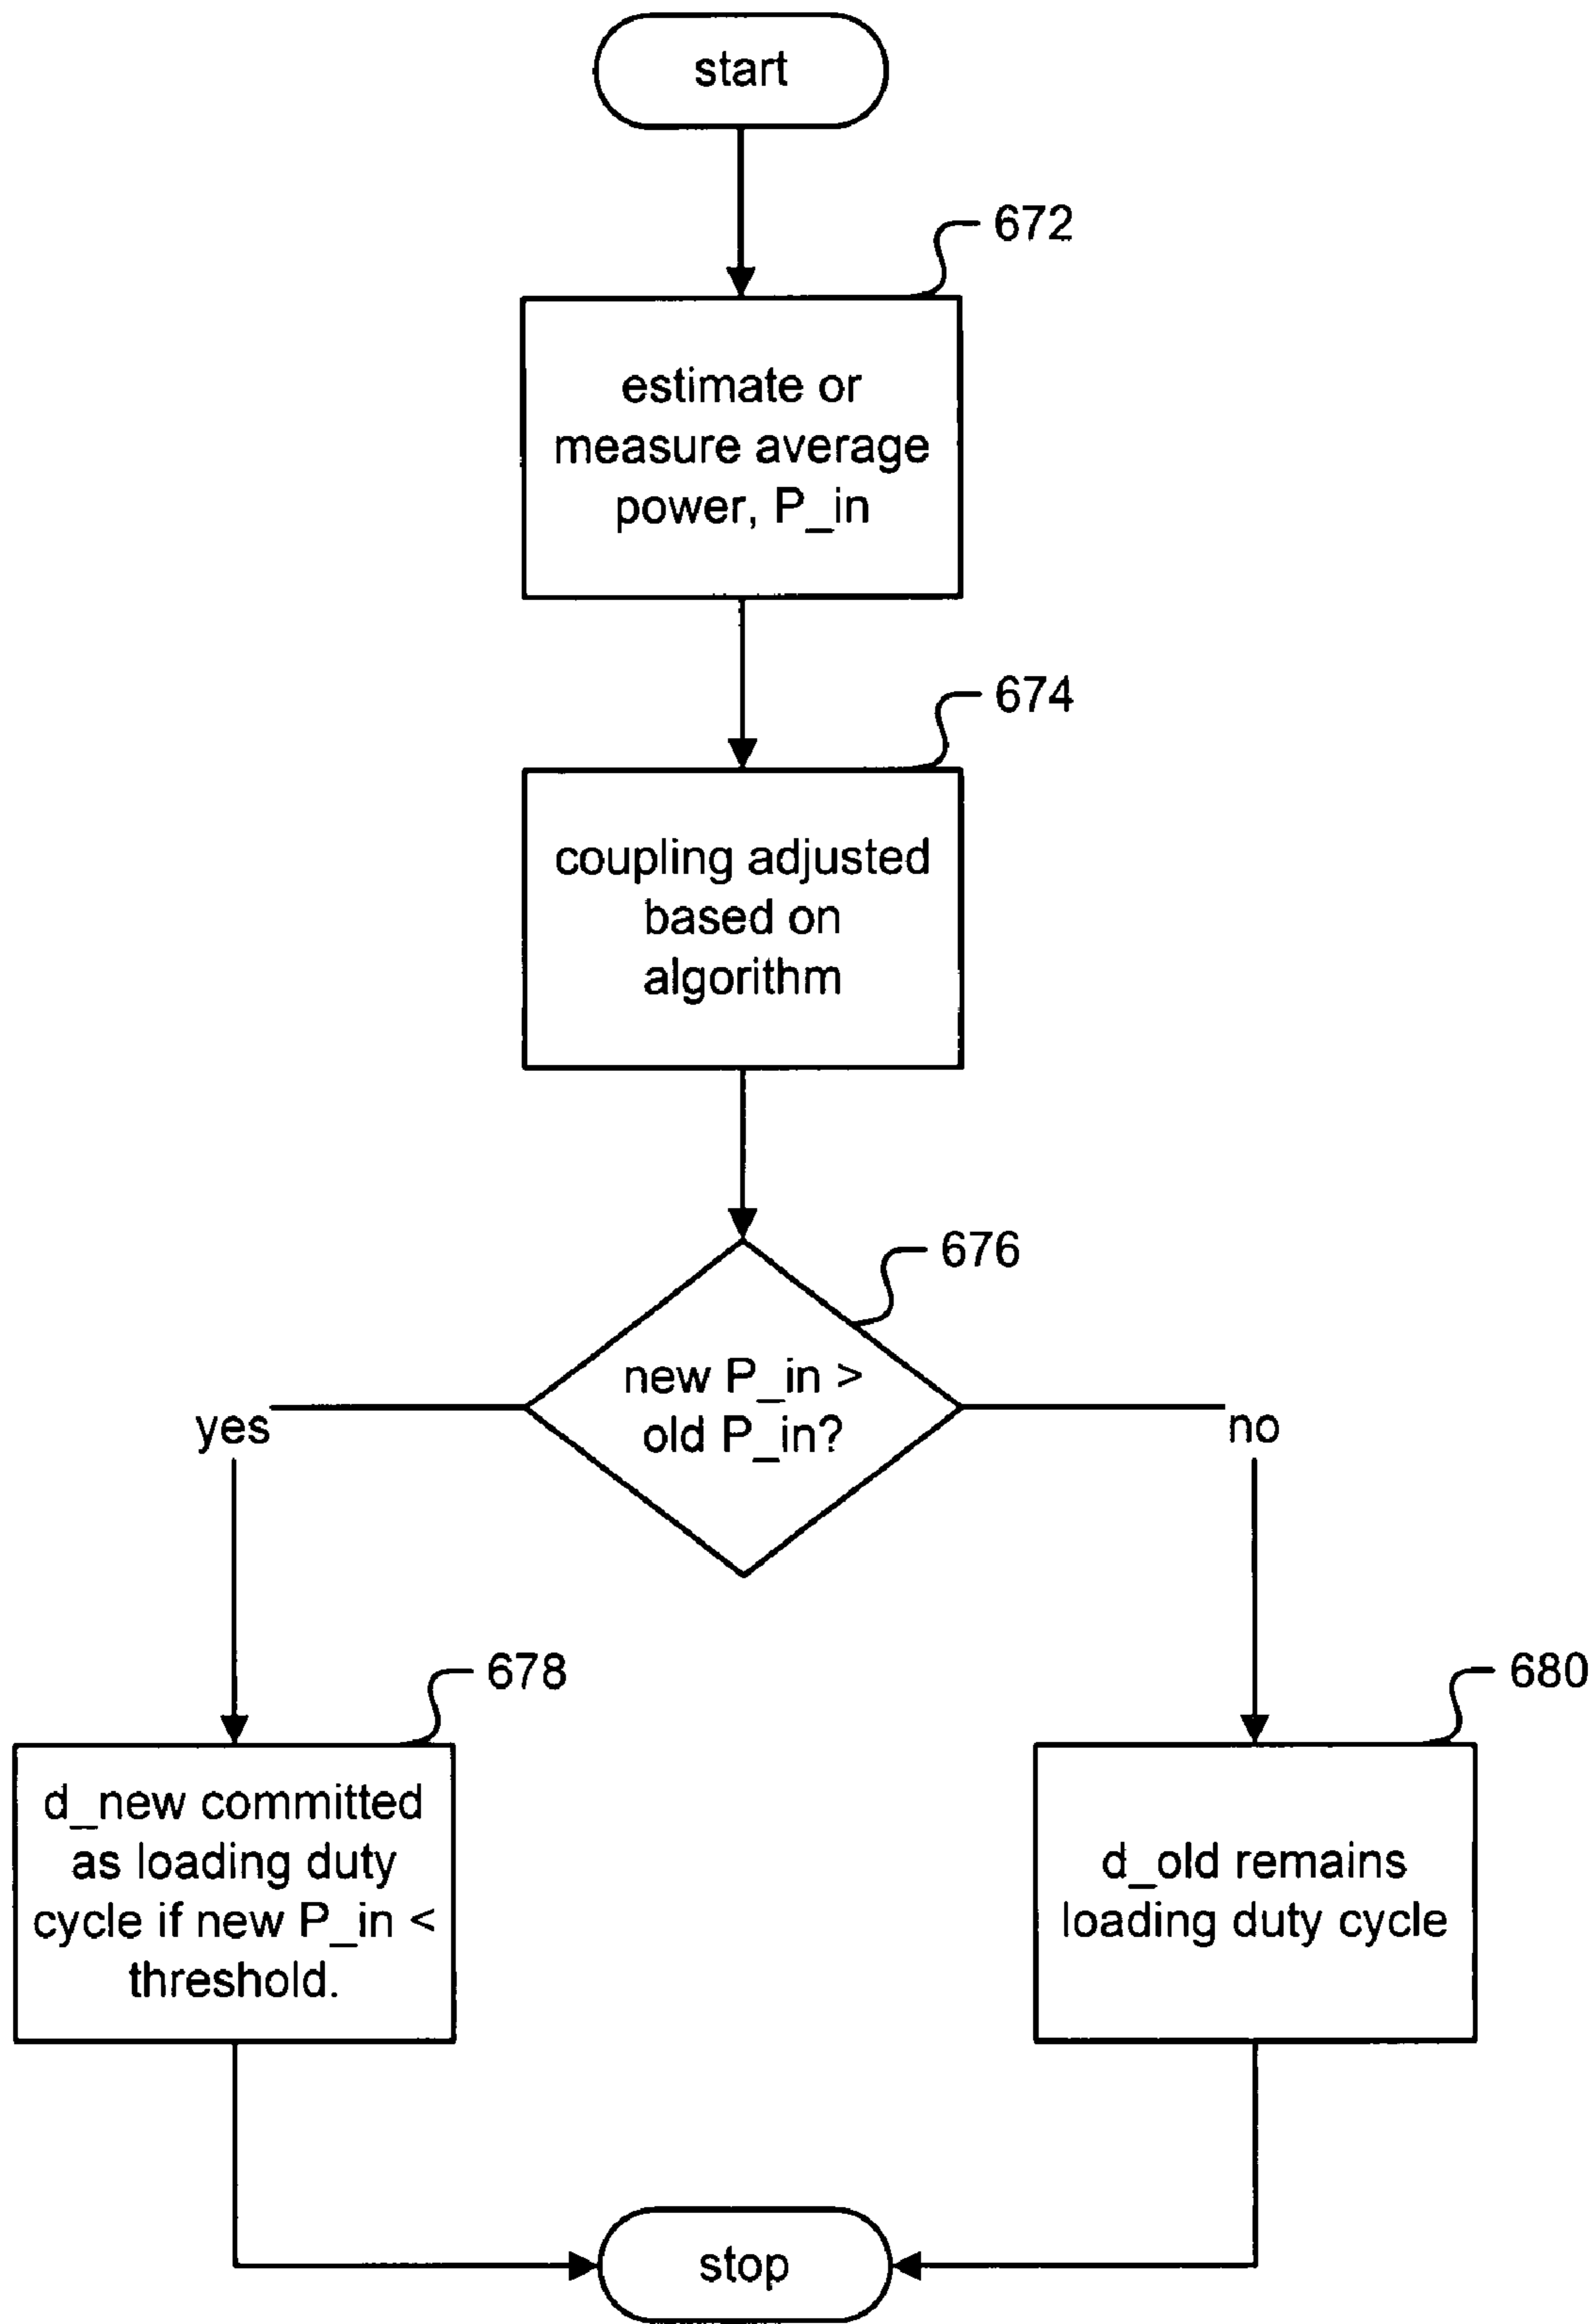 start
672
estimate or
measure average
power, P_in
674
coupling adjusted
based on
algorithm
676
new P_in >
old P_in?
yes
no
678
d_new committed
as loading duty
cycle if new P_in <
threshold.
680
d_old remains
loading duty cycle
stop